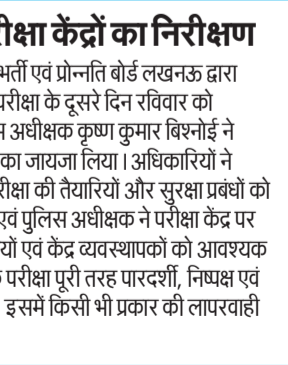 रीक्षा केंद्रों का निरीक्षण
भर्ती एवं प्रोन्नति बोर्ड लखनऊ द्वारा
परीक्षा के दूसरे दिन रविवार को
अधीक्षक कृष्ण कुमार बिश्नोई ने
का जायजा लिया। अधिकारियों ने
रीक्षा की तैयारियों और सुरक्षा प्रबंधों को
एवं पुलिस अधीक्षक ने परीक्षा केंद्र पर
यों एवं केंद्र व्यवस्थापकों को आवश्यक
परीक्षा पूरी तरह पारदर्शी, निष्पक्ष एवं
इसमें किसी भी प्रकार की लापरवाही